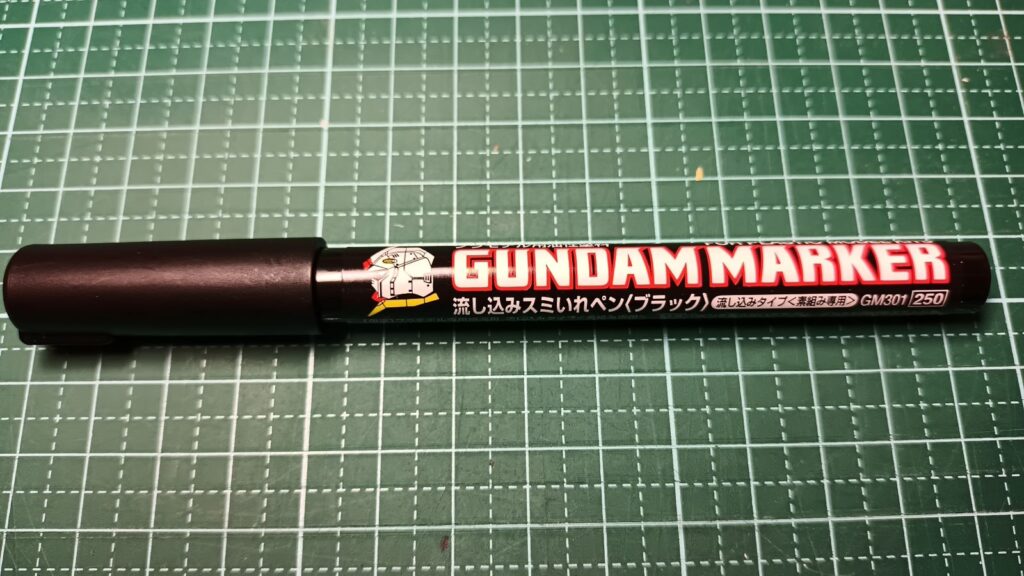 GUNDAM MARKER
流し込みスミいれペン〈ブラック〉 流し込みタイプ<素組み専用> GM301 250